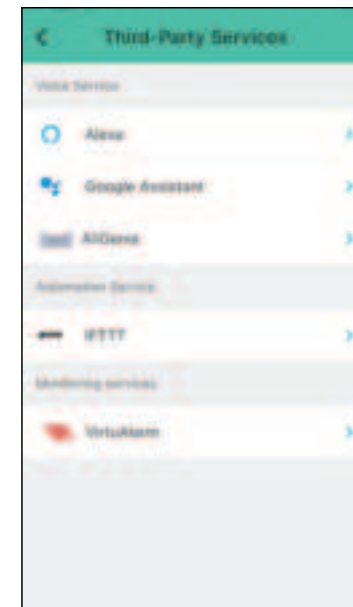 Third-Party Services
Voice Service
Alexa
Google Assistant
AliGenie
Automation Service
IFTTT
Monitoring services
VirtuAlarm